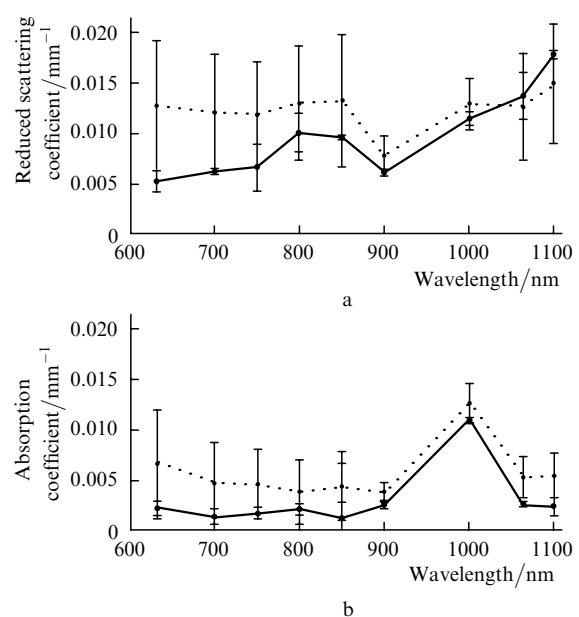 Reduced scattering
coefficient/mm⁻¹
0.020
0.015
0.010
0.005
0
600 700 800 900 1000 1100
Wavelength/nm
a
Absorption
coefficient/mm⁻¹
0.020
0.015
0.010
0.005
0
600 700 800 900 1000 1100
Wavelength/nm
b